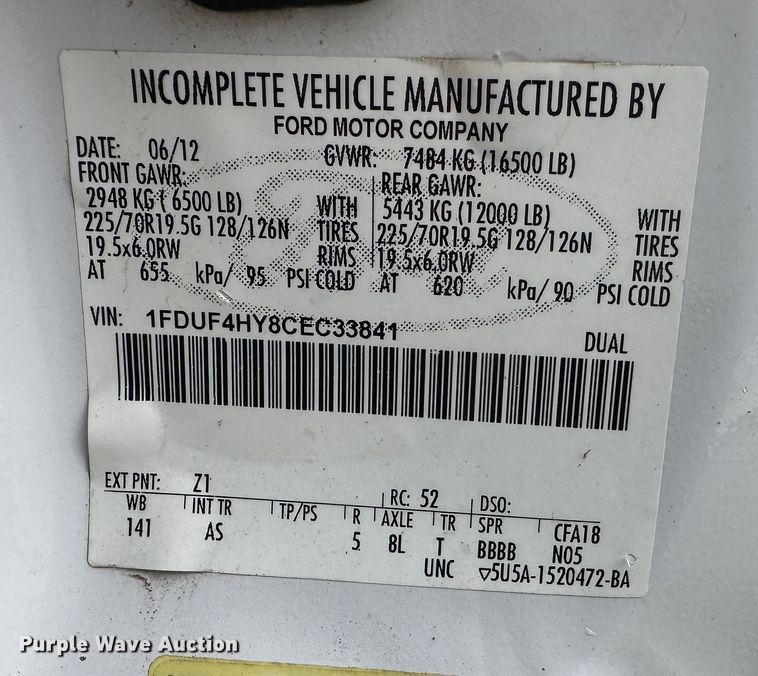 INCOMPLETE VEHICLE MANUFACTURED BY
FORD MOTOR COMPANY
DATE: 06/12 GVWR: 7484 KG (16500 LB)
FRONT GAWR: REAR GAWR:
2948 KG ( 6500 LB) WITH 5443 KG (12000 LB) WITH
225/70R19.5G 128/126N TIRES 225/70R19.5G 128/126N TIRES
19.5x6.0RW RIMS 19.5x6.0RW RIMS
AT 655 kPa/ 95 PSI COLD AT 620 kPa/ 90 PSI COLD
VIN: 1FDUF4HY8CEC33841 DUAL
EXT PNT: Z1 RC: 52 DSO:
WB INT TR TP/PS R AXLE TR SPR CFA18
141 AS 5 8L T BBBB N05
UNC ▽5U5A-1520472-BA
Purple Wave Auction